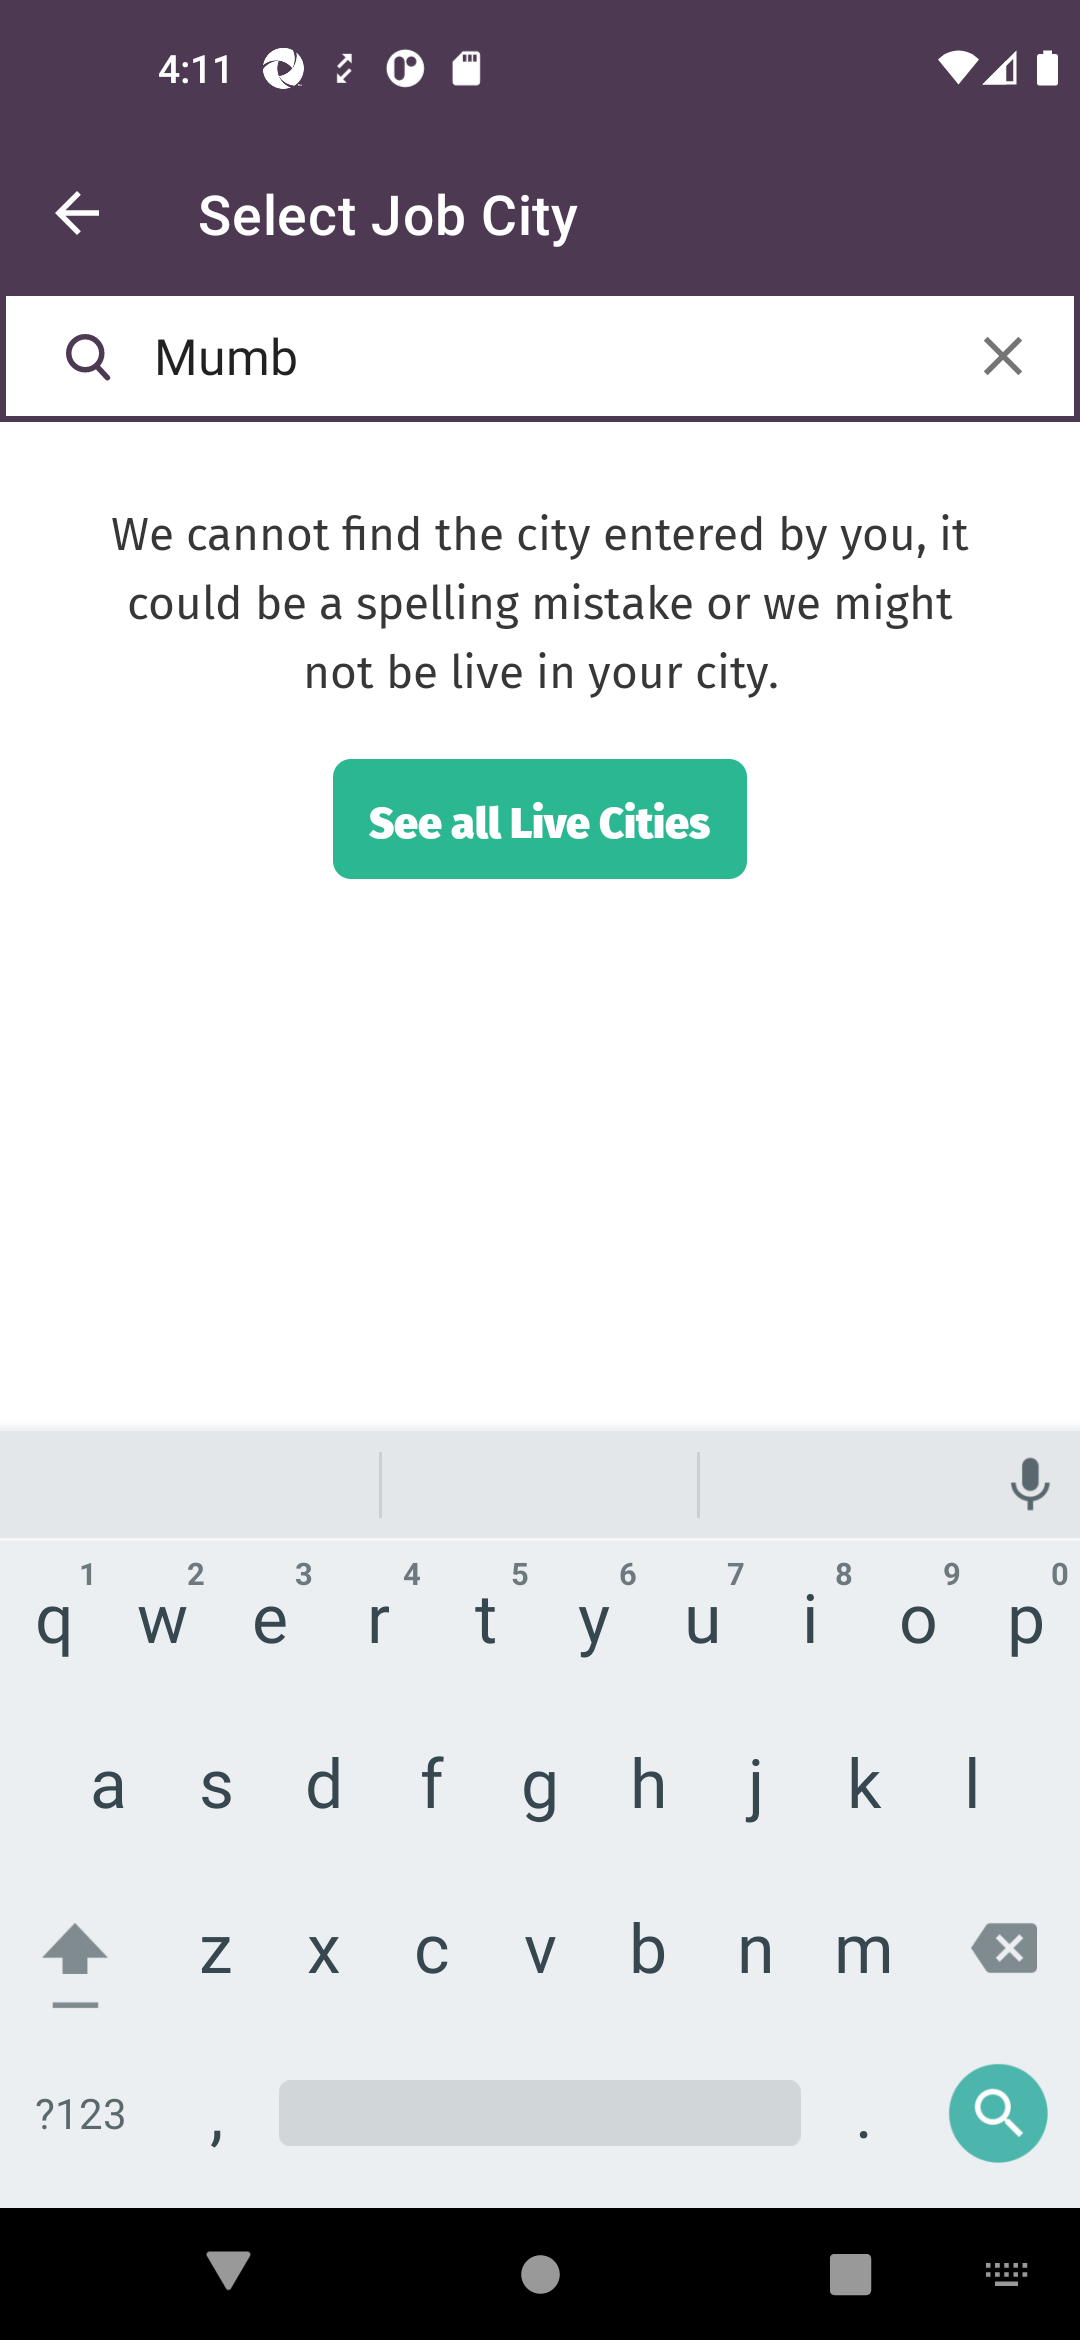 4:11
Select Job City
Mumb
We cannot find the city entered by you, it
could be a spelling mistake or we might
not be live in your city.
See all Live Cities
1 2 3 4 5 6 7 8 9 0
q w e r t y u i o p
a s d f g h j k l
z x c v b n m
?123 , .